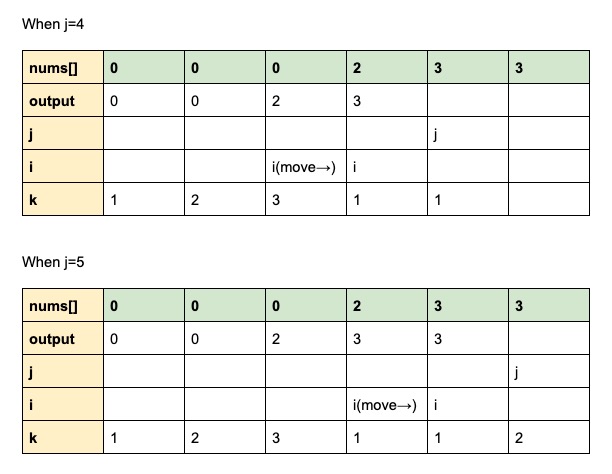 When j=4
nums[] 0 0 0 2 3 3
output 0 0 2 3
j j
i i(move→) i
k 1 2 3 1 1
When j=5
nums[] 0 0 0 2 3 3
output 0 0 2 3 3
j j
i i(move→) i
k 1 2 3 1 1 2